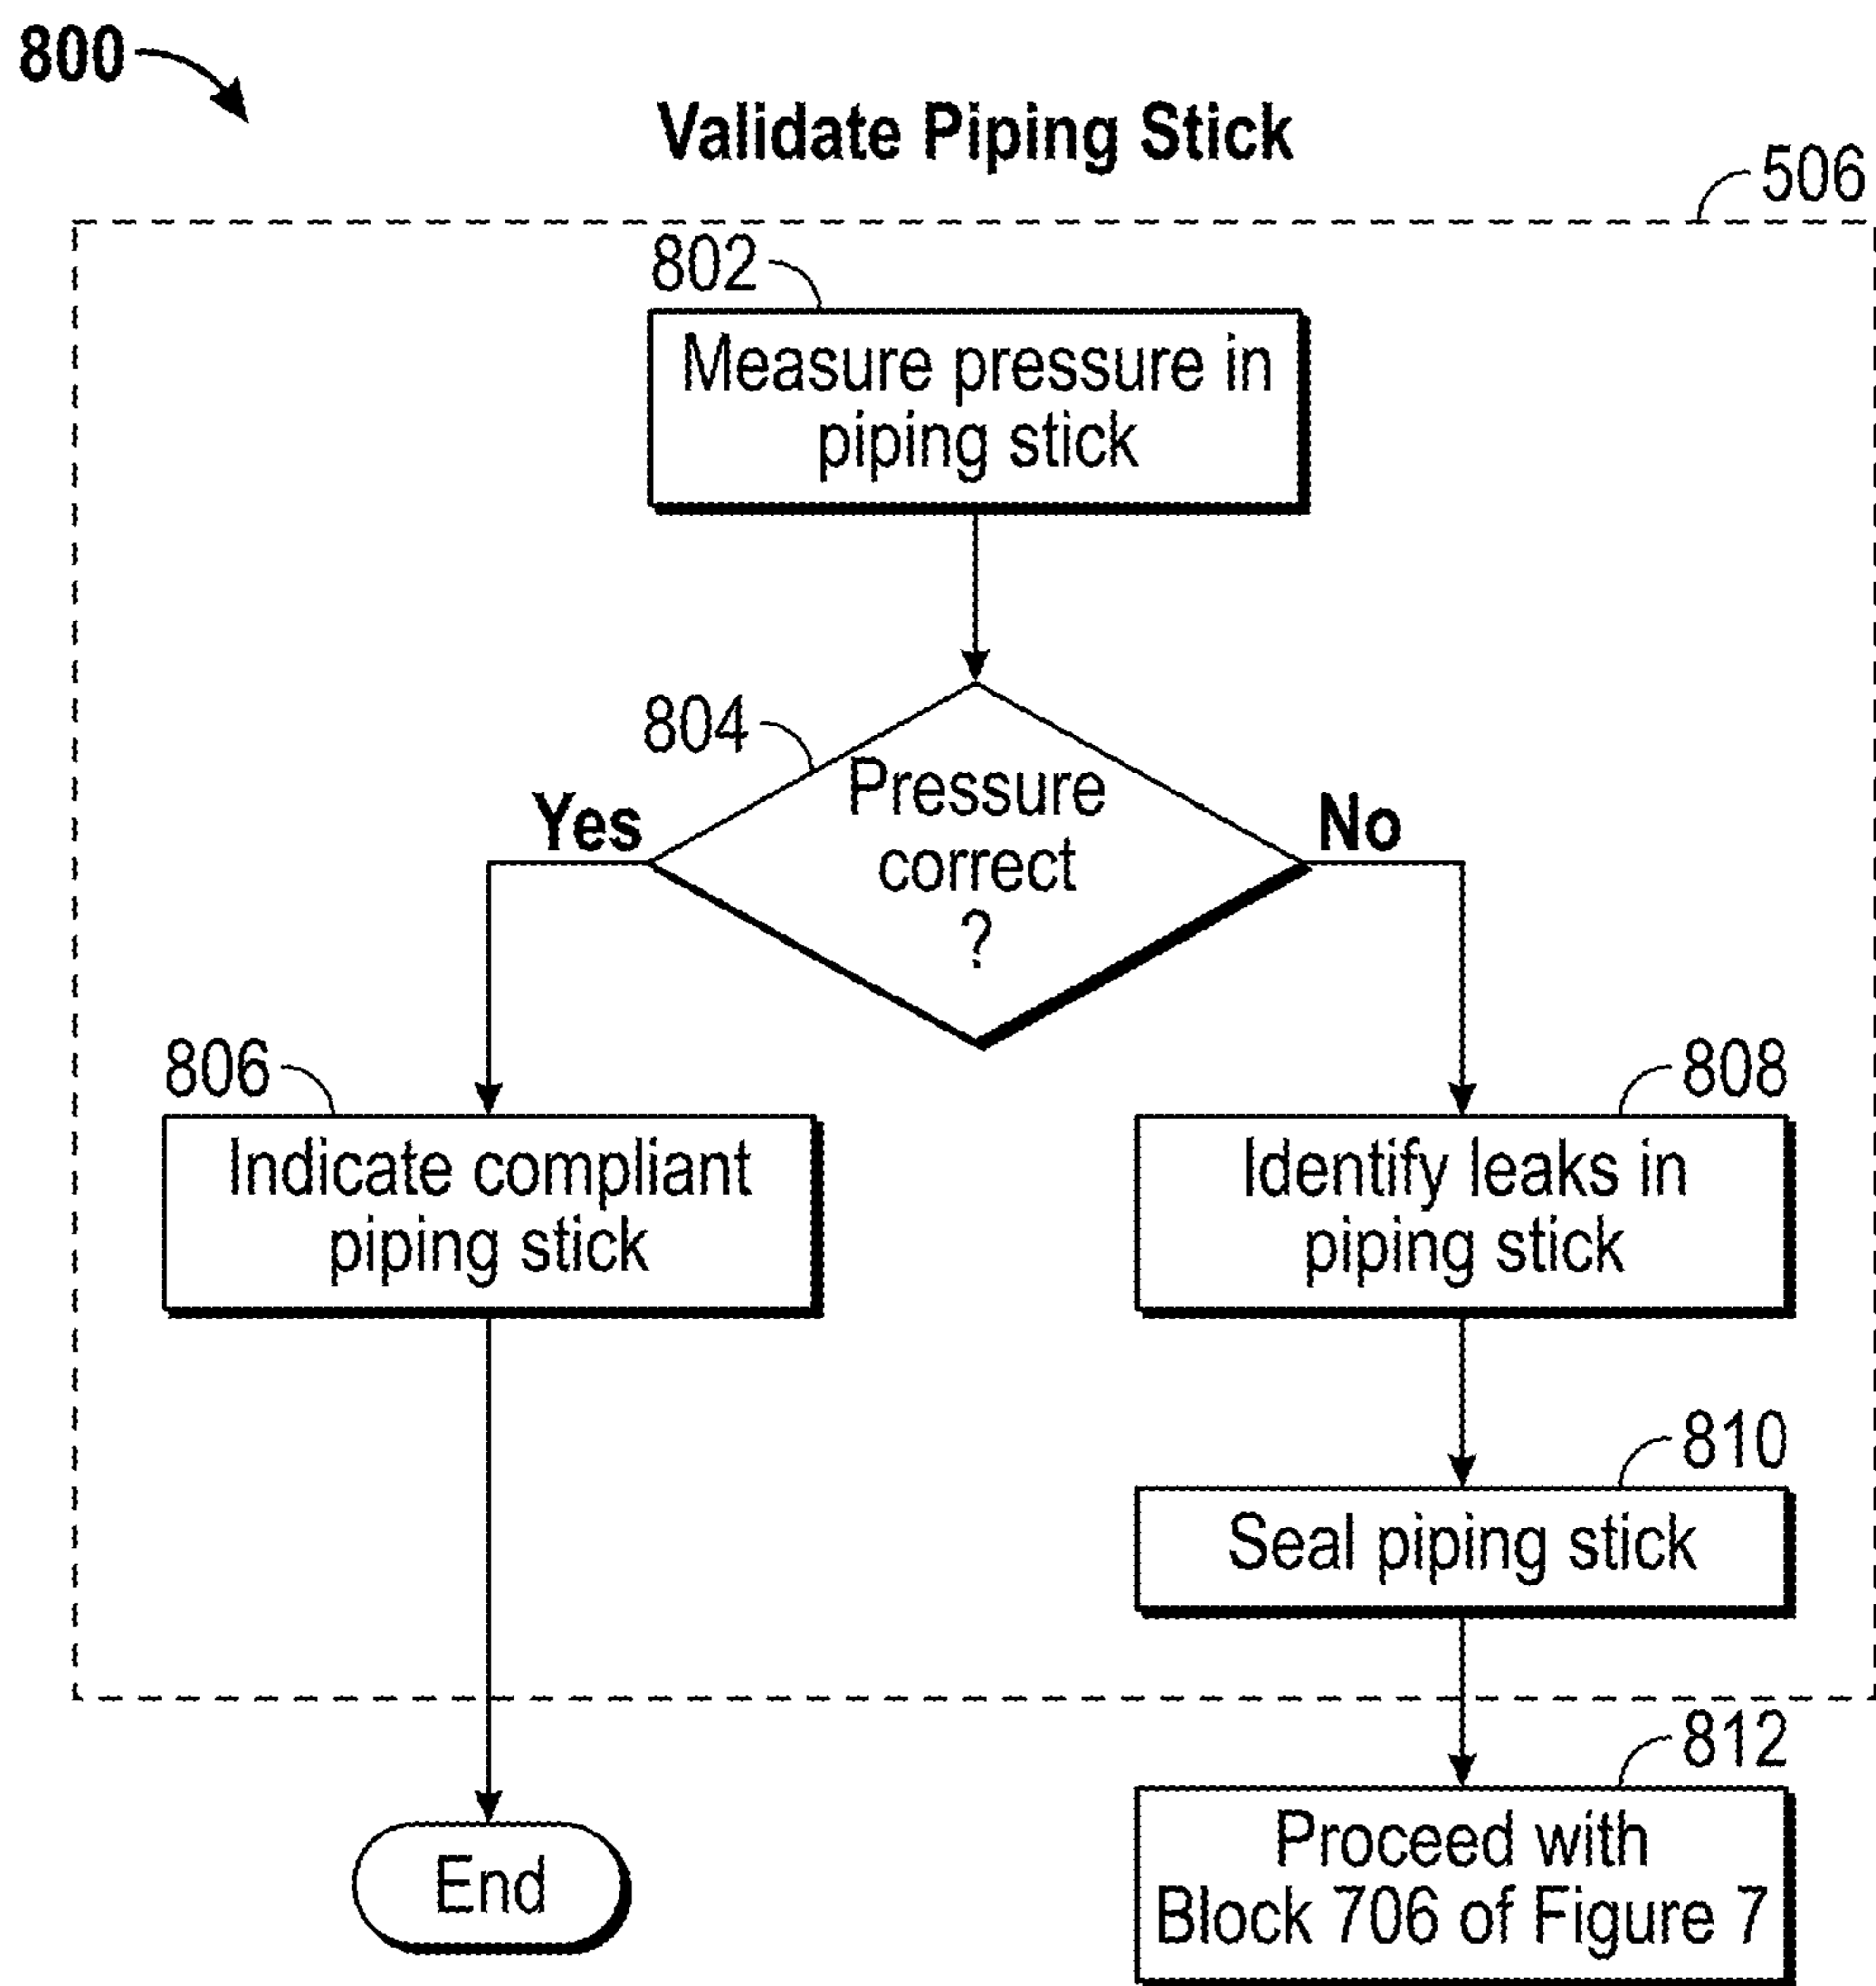 800
Validate Piping Stick
506
802
Measure pressure in
piping stick
804
Pressure
correct
?
Yes
No
806
Indicate compliant
piping stick
808
Identify leaks in
piping stick
810
Seal piping stick
812
End
Proceed with
Block 706 of Figure 7